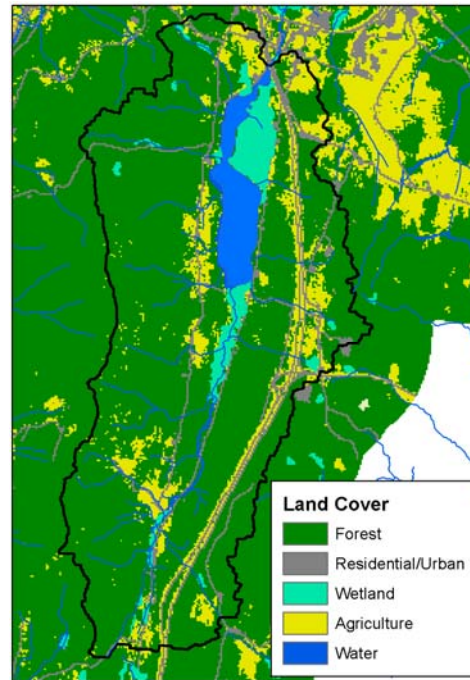 Land Cover
Forest
Residential/Urban
Wetland
Agriculture
Water